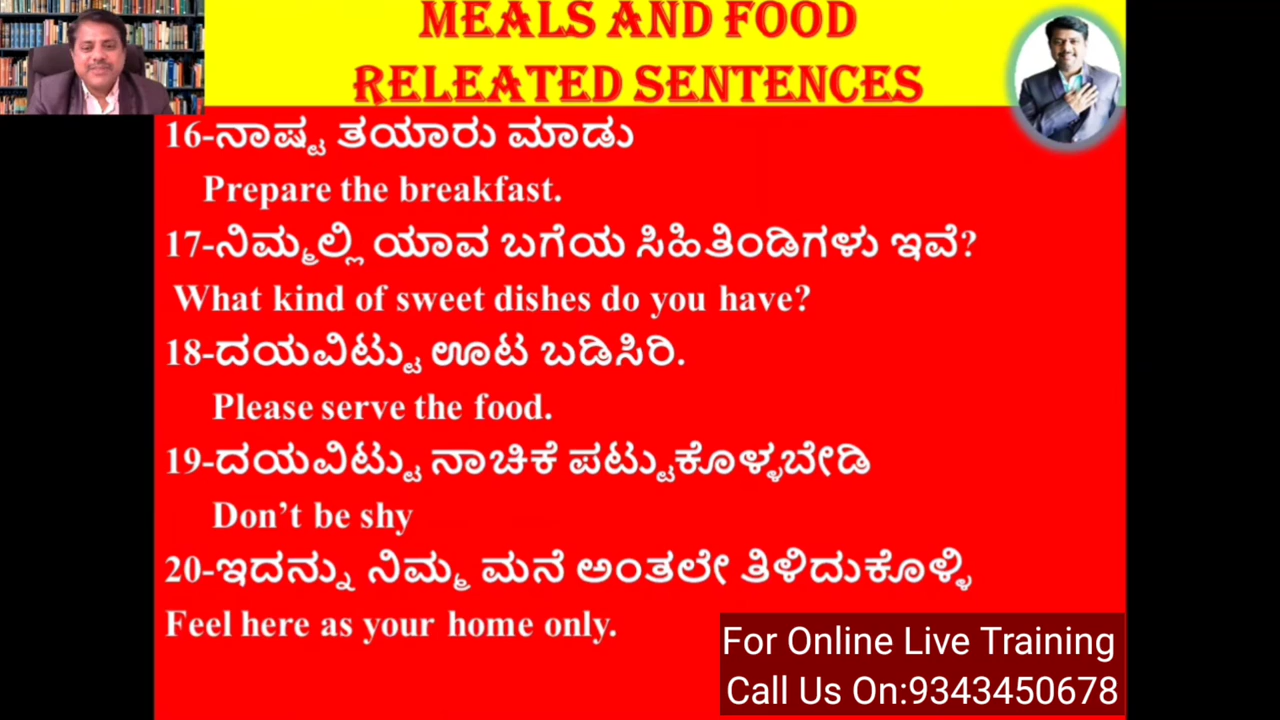 MEALS AND FOOD
RELEATED SENTENCES
16-ನಾಷ್ಟ ತಯಾರು ಮಾಡು
Prepare the breakfast.
17-ನಿಮ್ಮಲ್ಲಿ ಯಾವ ಬಗೆಯ ಸಿಹಿತಿಂಡಿಗಳು ಇವೆ?
What kind of sweet dishes do you have?
18-ದಯವಿಟ್ಟು ಊಟ ಬಡಿಸಿರಿ.
Please serve the food.
19-ದಯವಿಟ್ಟು ನಾಚಿಕೆ ಪಟ್ಟುಕೊಳ್ಳಬೇಡಿ
Don’t be shy
20-ಇದನ್ನು ನಿಮ್ಮ ಮನೆ ಅಂತಲೇ ತಿಳಿದುಕೊಳ್ಳಿ
Feel here as your home only.
For Online Live Training
Call Us On:9343450678